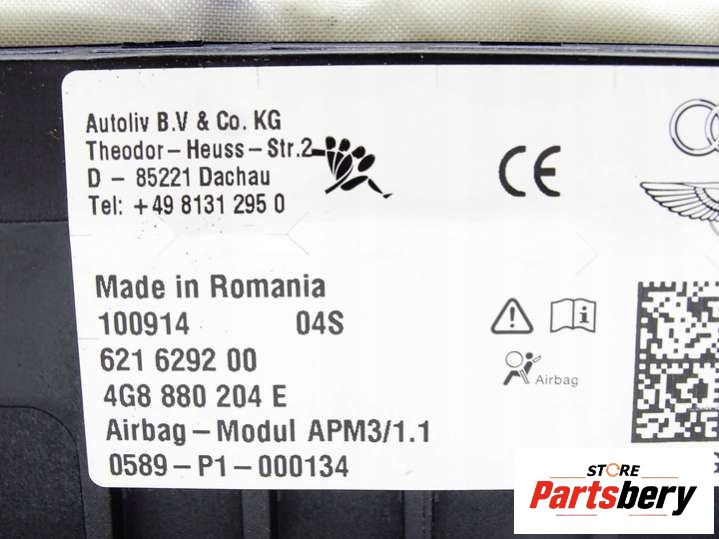 Autoliv B.V & Co. KG
Theodor-Heuss-Str.2
D - 85221 Dachau
Tel: +49 8131 295 0
CE
Made in Romania
100914 04S
621 6292 00
4G8 880 204 E
Airbag
Airbag-Modul APM3/1.1
0589-P1-000134
STORE
Partsbery